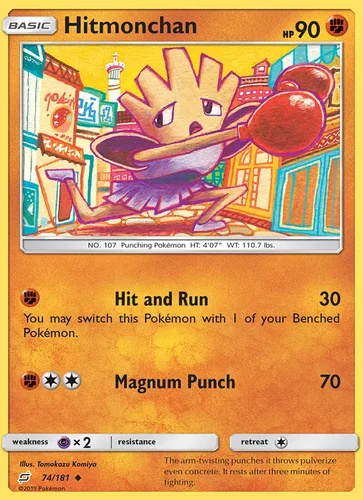 BASIC Hitmonchan HP 90
NO. 107 Punching Pokémon HT: 4'07" WT: 110.7 lbs.
Hit and Run 30
You may switch this Pokémon with 1 of your Benched
Pokémon.
Magnum Punch 70
weakness ×2 resistance retreat
Illus. Tomokazu Komiya
74/181
©2019 Pokémon
The arm-twisting punches it throws pulverize
even concrete. It rests after three minutes of
fighting.